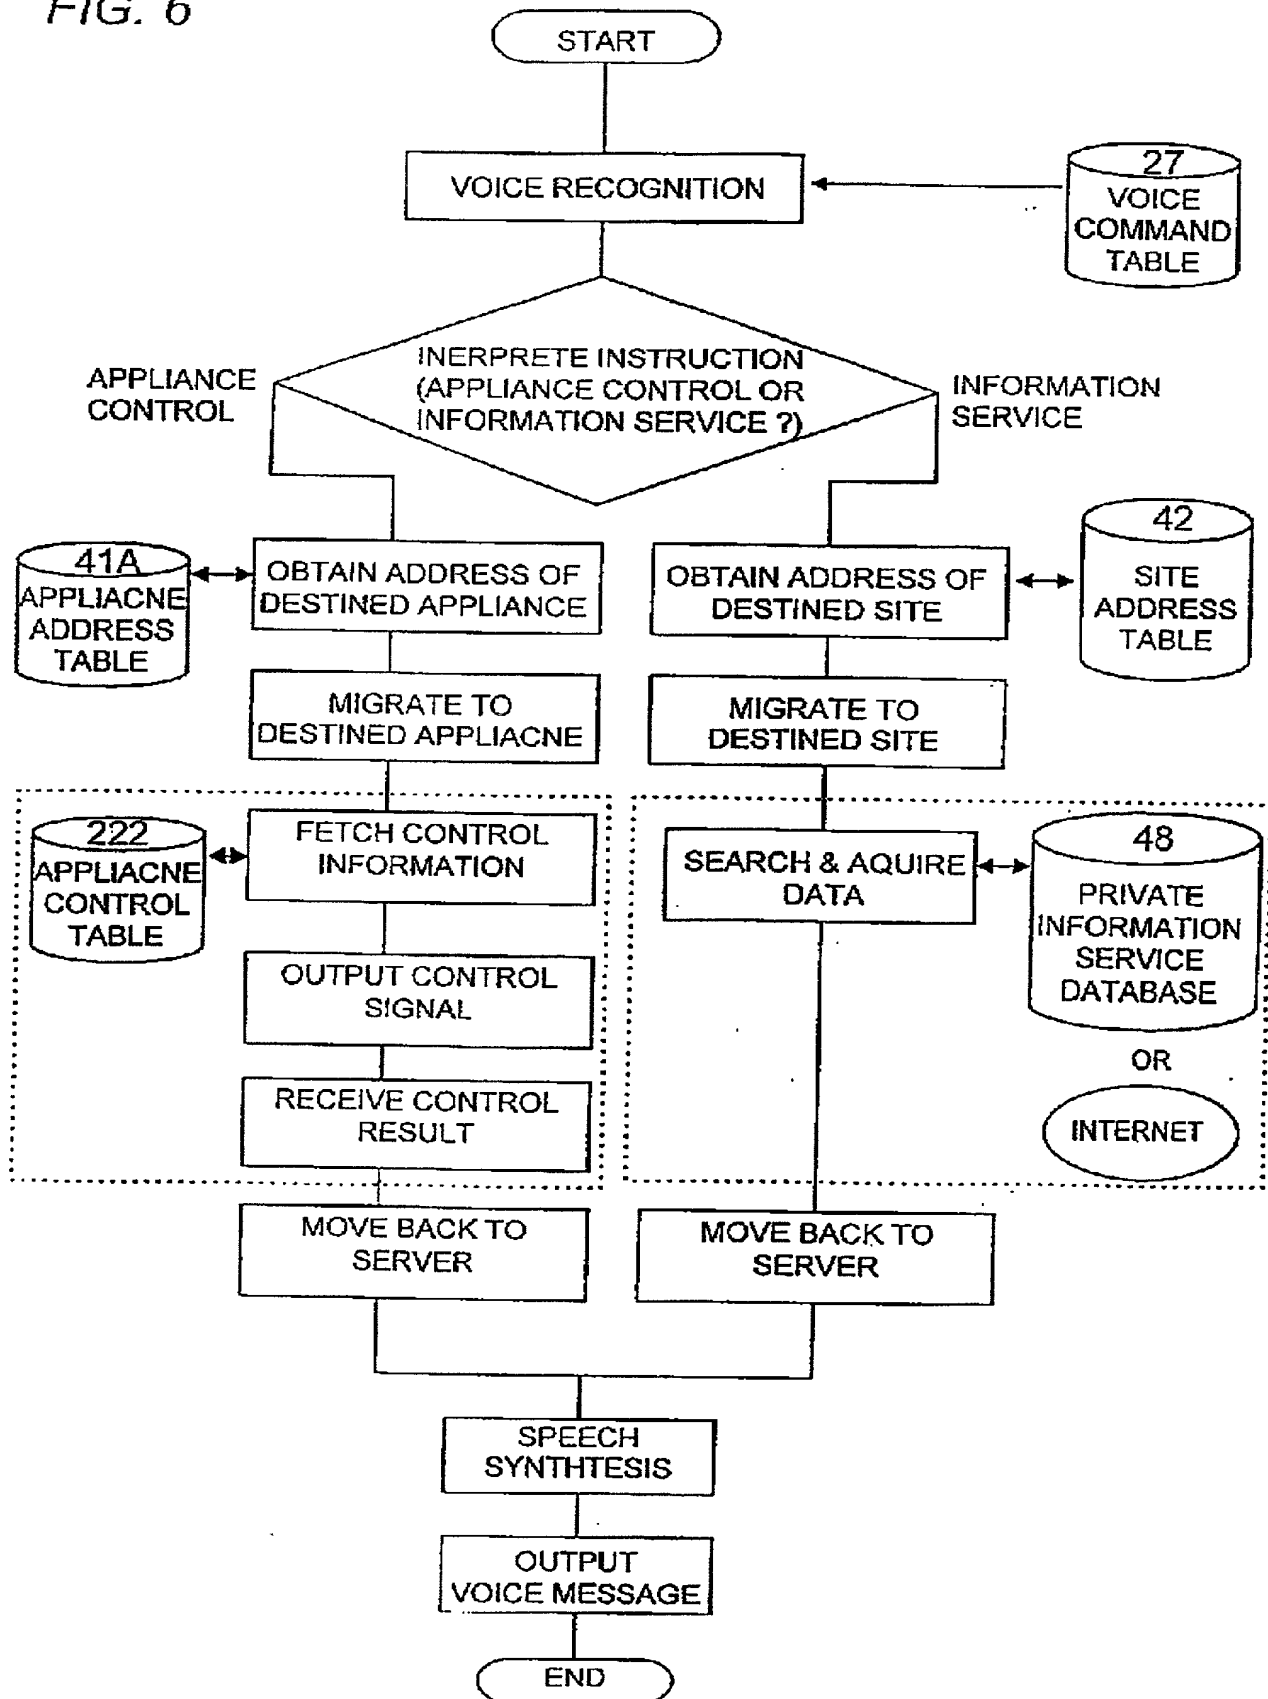 FIG. 6
START
VOICE RECOGNITION
27
VOICE
COMMAND
TABLE
INERPRETE INSTRUCTION
(APPLIANCE CONTROL OR
INFORMATION SERVICE ?)
APPLIANCE
CONTROL
INFORMATION
SERVICE
41A
APPLIACNE
ADDRESS
TABLE
OBTAIN ADDRESS OF
DESTINED APPLIANCE
OBTAIN ADDRESS OF
DESTINED SITE
42
SITE
ADDRESS
TABLE
MIGRATE TO
DESTINED APPLIACNE
MIGRATE TO
DESTINED SITE
222
APPLIACNE
CONTROL
TABLE
FETCH CONTROL
INFORMATION
SEARCH & AQUIRE
DATA
48
PRIVATE
INFORMATION
SERVICE
DATABASE
OR
INTERNET
OUTPUT CONTROL
SIGNAL
RECEIVE CONTROL
RESULT
MOVE BACK TO
SERVER
MOVE BACK TO
SERVER
SPEECH
SYNTHTESIS
OUTPUT
VOICE MESSAGE
END